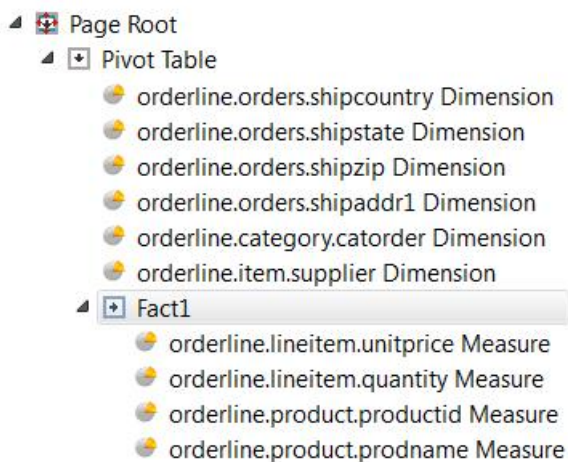 Page Root
Pivot Table
orderline.orders.shipcountry Dimension
orderline.orders.shipstate Dimension
orderline.orders.shipzip Dimension
orderline.orders.shipaddr1 Dimension
orderline.category.catorder Dimension
orderline.item.supplier Dimension
Fact1
orderline.lineitem.unitprice Measure
orderline.lineitem.quantity Measure
orderline.product.productid Measure
orderline.product.prodname Measure